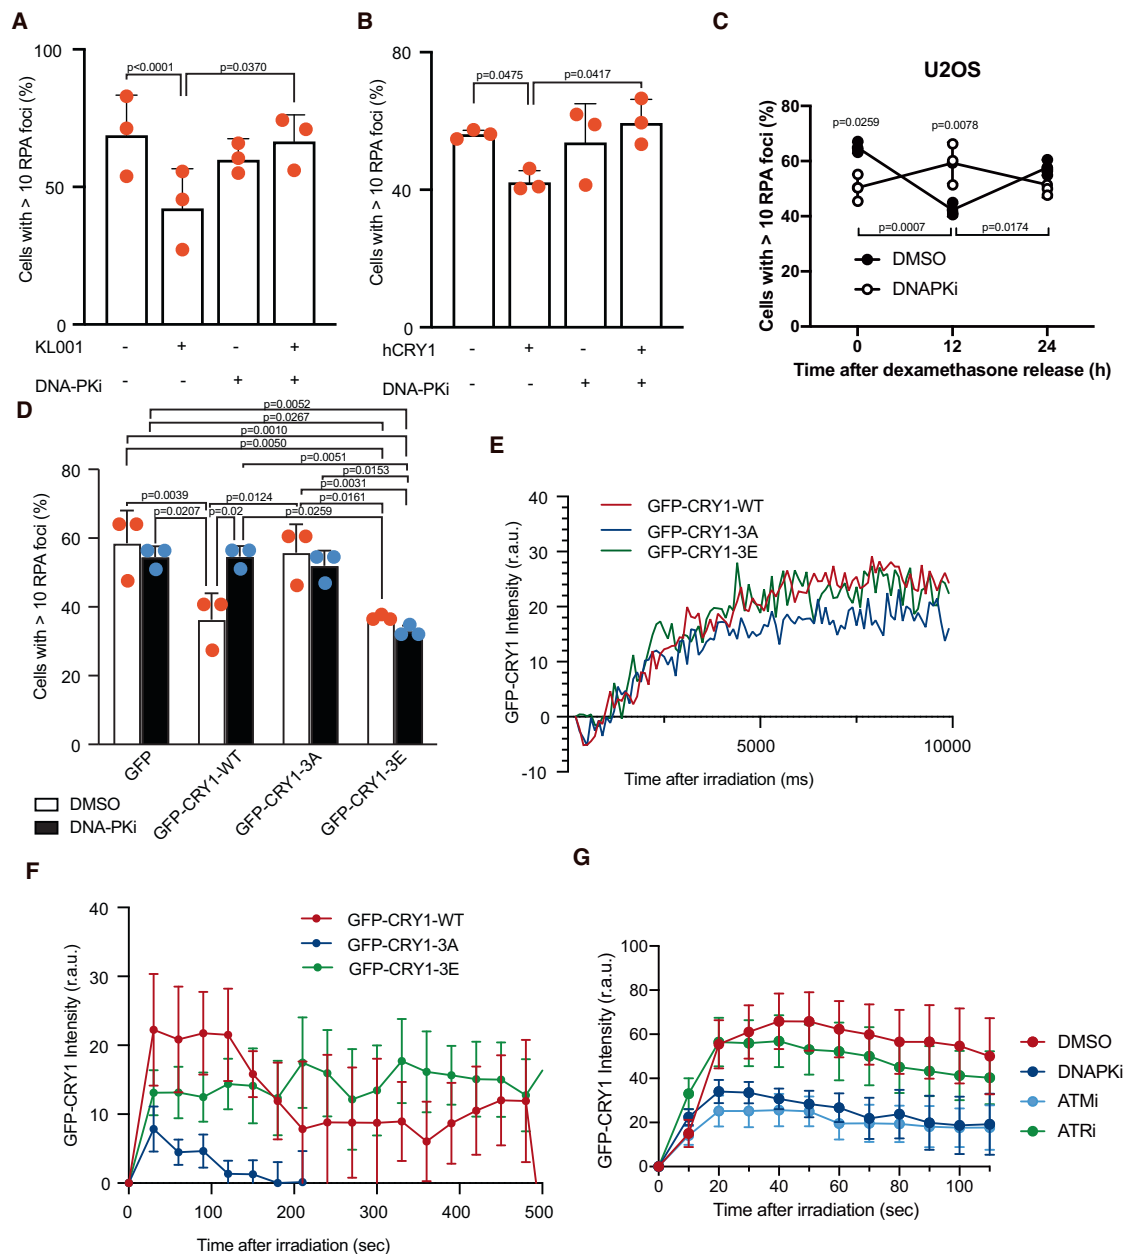 A
Cells with > 10 RPA foci (%)
100
50
0
p<0.0001
p=0.0370
KL001 - + - +
DNA-PKi - - + +
B
Cells with > 10 RPA foci (%)
80
40
0
p=0.0475
p=0.0417
hCRY1 - + - +
DNA-PKi - - + +
C
U2OS
Cells with > 10 RPA foci (%)
80
60
40
20
0
p=0.0259
p=0.0078
p=0.0007
p=0.0174
DMSO
DNAPKi
0 12 24
Time after dexamethasone release (h)
D
p=0.0052
p=0.0267
p=0.0010
p=0.0050
p=0.0051
p=0.0153
p=0.0031
p=0.0039
p=0.0124
p=0.0161
p=0.0207
p=0.02
p=0.0259
Cells with > 10 RPA foci (%)
80
60
40
20
0
GFP
GFP-CRY1-WT
GFP-CRY1-3A
GFP-CRY1-3E
DMSO
DNA-PKi
E
GFP-CRY1 Intensity (r.a.u.)
40
30
20
10
0
-10
GFP-CRY1-WT
GFP-CRY1-3A
GFP-CRY1-3E
5000 10000
Time after irradiation (ms)
F
GFP-CRY1 Intensity (r.a.u.)
40
30
20
10
0
GFP-CRY1-WT
GFP-CRY1-3A
GFP-CRY1-3E
0 100 200 300 400 500
Time after irradiation (sec)
G
GFP-CRY1 Intensity (r.a.u.)
100
80
60
40
20
0
0 20 40 60 80 100
Time after irradiation (sec)
DMSO
DNAPKi
ATMi
ATRi